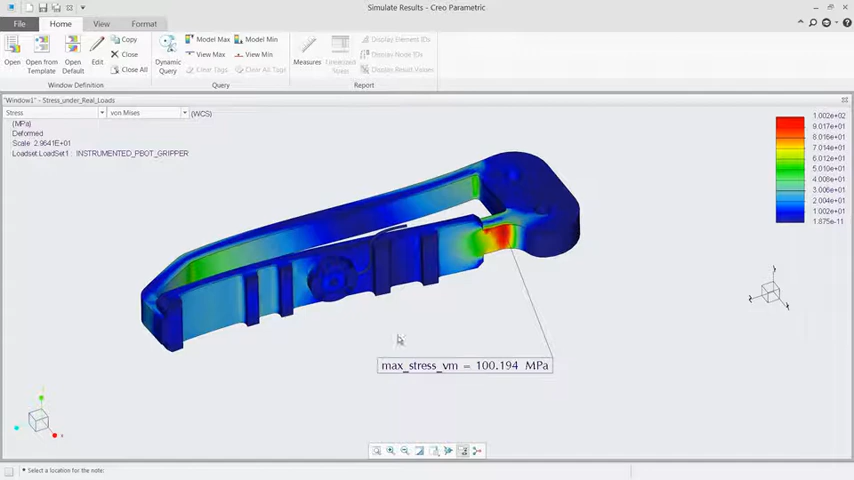 Simulate Results - Creo Parametric
File Home View Format
Open Open from Template Open Default Edit Copy Close Close All
Dynamic Query Model Max Model Min View Max View Min Clear Tags Clear All Tags
Measures Linearized Stress Display Element IDs Display Node IDs Display Result Values
Window Definition Query Report
"Window1" - Stress_under_Real_Loads
Stress von Mises (WCS)
(MPa)
Deformed
Scale 2.9641E+01
Loadset:LoadSet1 : INSTRUMENTED_PBOT_GRIPPER
1.002e+02
9.017e+01
8.015e+01
7.014e+01
6.012e+01
5.010e+01
4.008e+01
3.006e+01
2.004e+01
1.002e+01
1.875e-11
max_stress_vm = 100.194 MPa
Select a location for the note: